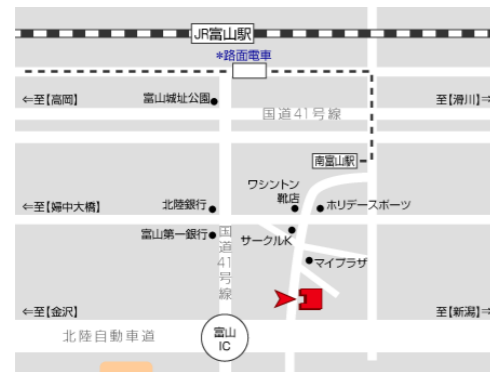 JR富山駅
*路面電車
⇐至【高岡】
富山城址公園
国道41号線
至【滑川】⇒
南富山駅
ワシントン
靴店
⇐至【婦中大橋】
北陸銀行
ホリデースポーツ
富山第一銀行
国道41号線
サークルK
マイプラザ
⇐至【金沢】
至【新潟】⇒
北陸自動車道
富山
IC